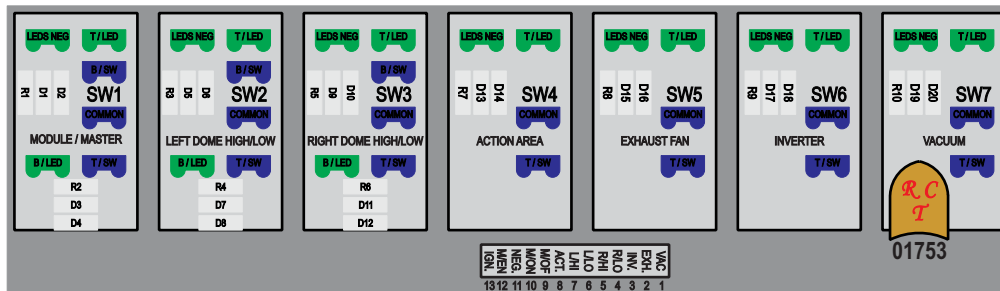 LEDS NEG T / LED LEDS NEG T / LED LEDS NEG T / LED LEDS NEG T / LED LEDS NEG T / LED LEDS NEG T / LED LEDS NEG T / LED
B / SW B / SW B / SW
R1 D1 D2 SW1 R3 D5 D6 SW2 R5 D9 D10 SW3 R7 D13 D14 SW4 R8 D15 D16 SW5 R9 D17 D18 SW6 R10 D19 D20 SW7
COMMON COMMON COMMON COMMON COMMON COMMON COMMON
MODULE / MASTER LEFT DOME HIGH/LOW RIGHT DOME HIGH/LOW ACTION AREA EXHAUST FAN INVERTER VACUUM
B / LED T / SW B / LED T / SW B / LED T / SW T / SW T / SW T / SW T / SW
R2 R4 R6
D3 D7 D11
D4 D8 D12
R C
T
01753
IGN. M/EN NEG. M/ON M/OF ACT. L/HI L/LO R/HI R/LO INV. EXH. VAC
13 12 11 10 9 8 7 6 5 4 3 2 1